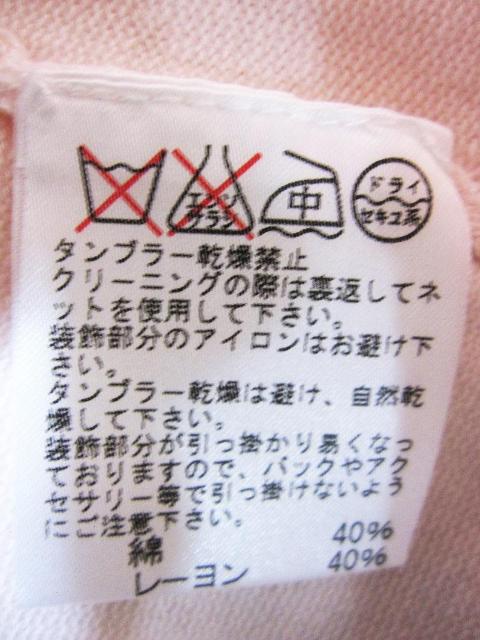 エンソ
サラシ
中
ドライ
セキユ系
タンブラー乾燥禁止
クリーニングの際は裏返してネ
ットを使用して下さい。
装飾部分のアイロンはお避け下
さい。
タンブラー乾燥は避け、自然乾
燥して下さい。
装飾部分が引っ掛かり易くなっ
ておりますので、バックやアク
セサリー等で引っ掛けないよう
にご注意下さい。
綿 40%
レーヨン 40%